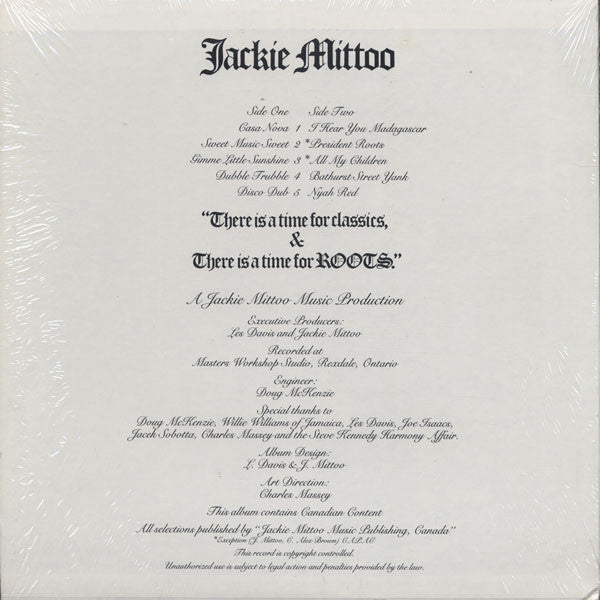 Jackie Mittoo
Side One Side Two
Casa Nova 1 I Hear You Madagascar
Sweet Music Sweet 2 *President Roots
Gimme Little Sunshine 3 *All My Children
Dubble Trubble 4 Bathurst Street Yank
Disco Dub 5 Nyah Red
"There is a time for classics,
&
There is a time for ROOTS."
A Jackie Mittoo Music Production
Executive Producers:
Les Davis and Jackie Mittoo
Recorded at
Masters Workshop Studio, Rexdale, Ontario
Engineer:
Doug McKenzie
Special thanks to
Doug McKenzie, Willie Williams of Jamaica, Les Davis, Joe Isaacs,
Jacek Sobotta, Charles Massey and the Steve Kennedy Harmony Affair.
Album Design:
L. Davis & J. Mittoo
Art Direction:
Charles Massey
This album contains Canadian Content
All selections published by "Jackie Mittoo Music Publishing, Canada"
*Exception (J. Mittoo, C. Alex Brown) C.A.P.A.C
This record is copyright controlled.
Unauthorized use is subject to legal action and penalties provided by the law.